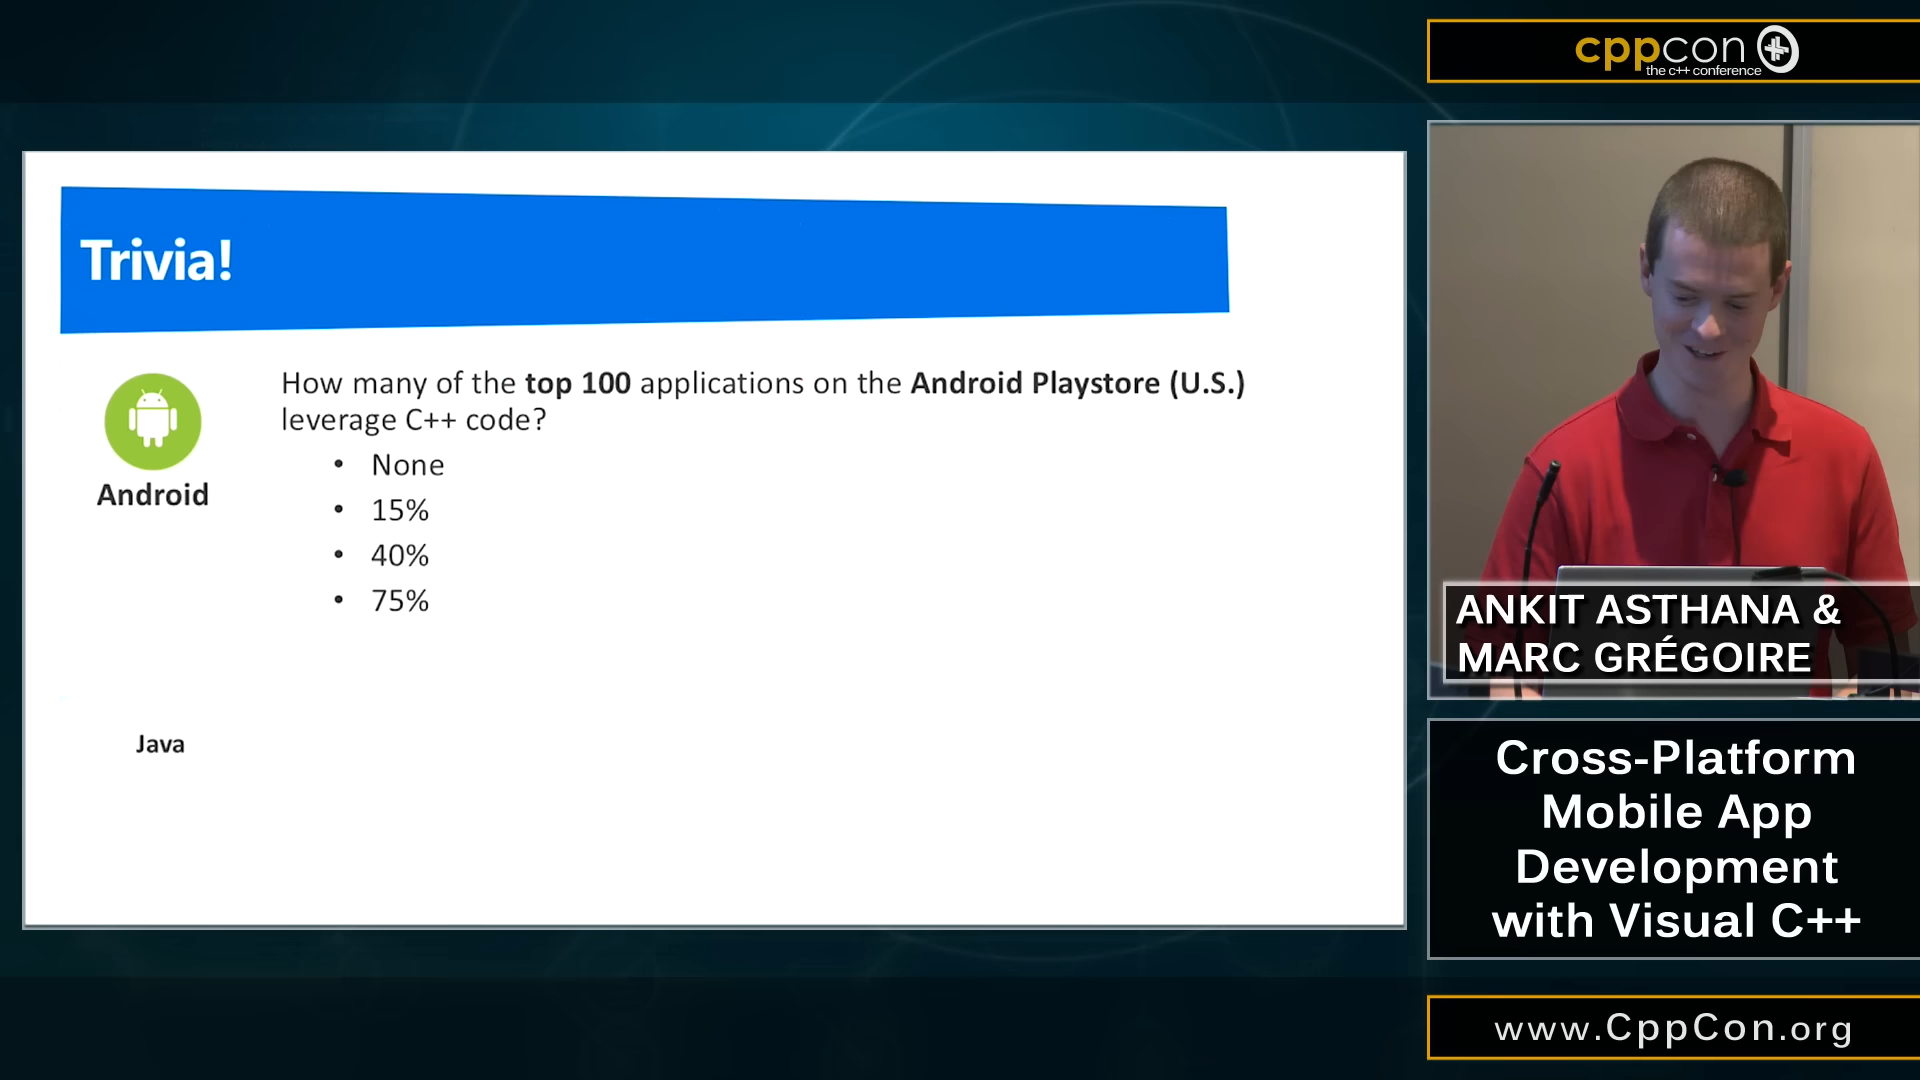 cppcon
the c++ conference
Trivia!
Android
How many of the top 100 applications on the Android Playstore (U.S.)
leverage C++ code?
• None
• 15%
• 40%
• 75%
Java
ANKIT ASTHANA &
MARC GRÉGOIRE
Cross-Platform
Mobile App
Development
with Visual C++
www.CppCon.org